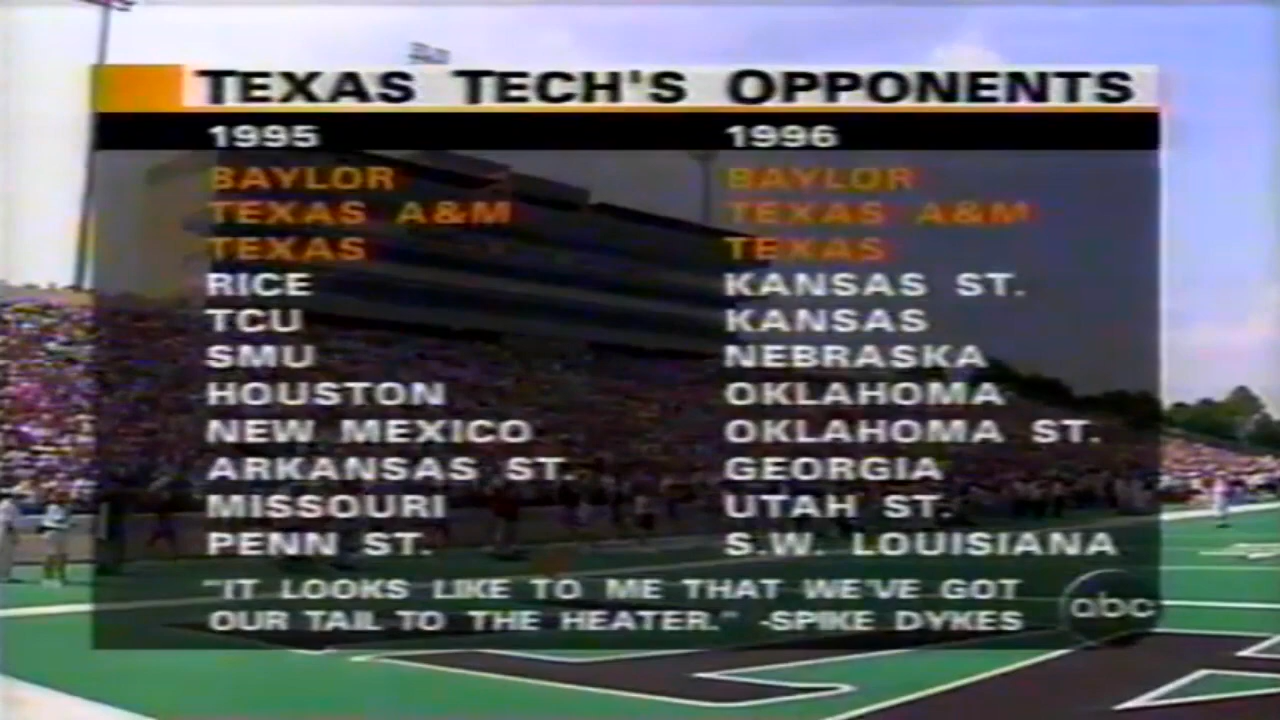 TEXAS TECH'S OPPONENTS
1995 1996
BAYLOR BAYLOR
TEXAS A&M TEXAS A&M
TEXAS TEXAS
RICE KANSAS ST.
TCU KANSAS
SMU NEBRASKA
HOUSTON OKLAHOMA
NEW MEXICO OKLAHOMA ST.
ARKANSAS ST. GEORGIA
MISSOURI UTAH ST.
PENN ST. S.W. LOUISIANA
"IT LOOKS LIKE TO ME THAT WE'VE GOT
OUR TAIL TO THE HEATER." -SPIKE DYKES
abc